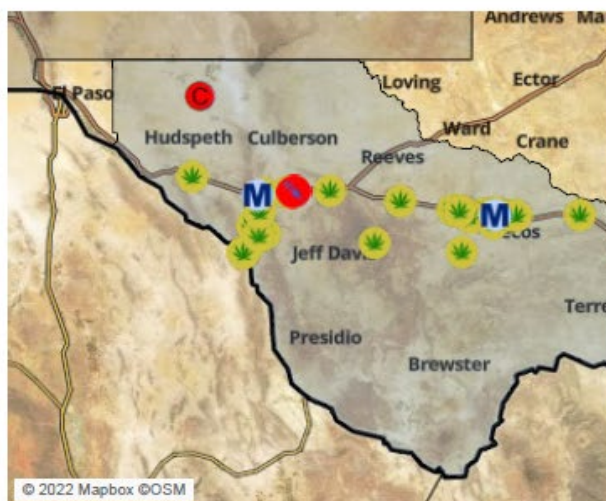 Andrews
Ma
Loving
Ector
El Paso
Hudspeth
Culberson
Ward
Crane
Reeves
C
M
M
ecos
Jeff Davi
Terre
Presidio
Brewster
© 2022 Mapbox ©OSM